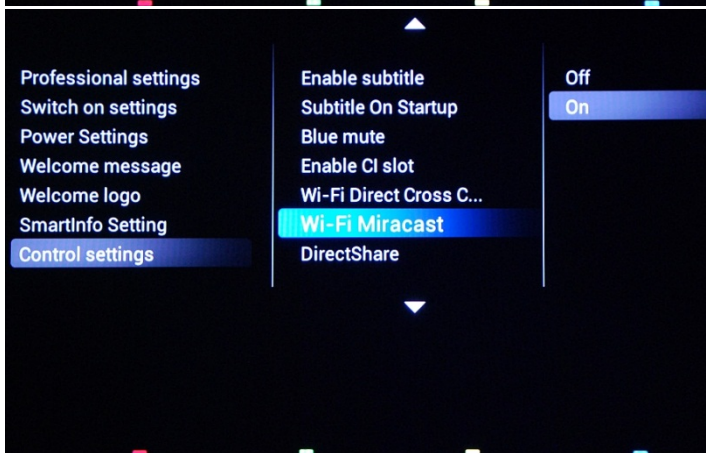 Professional settings
Switch on settings
Power Settings
Welcome message
Welcome logo
SmartInfo Setting
Control settings
Enable subtitle
Subtitle On Startup
Blue mute
Enable CI slot
Wi-Fi Direct Cross C...
Wi-Fi Miracast
DirectShare
Off
On